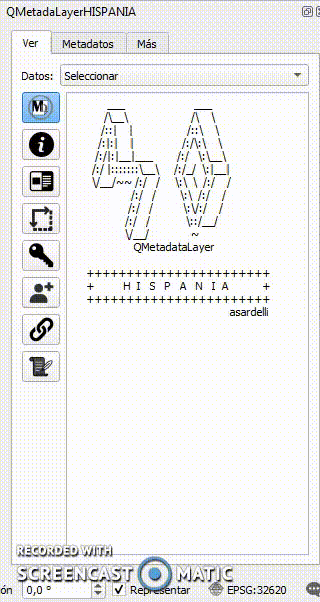 QMetadaLayerHISPANIA
Ver Metadatos Más
Datos: Seleccionar
QMetadataLayer
++++++++++++++++++++++++
+ H I S P A N I A +
++++++++++++++++++++++++
asardelli
RECORDED WITH
SCREENCAST MATIC
ón 0,0 ° Representar EPSG:32620